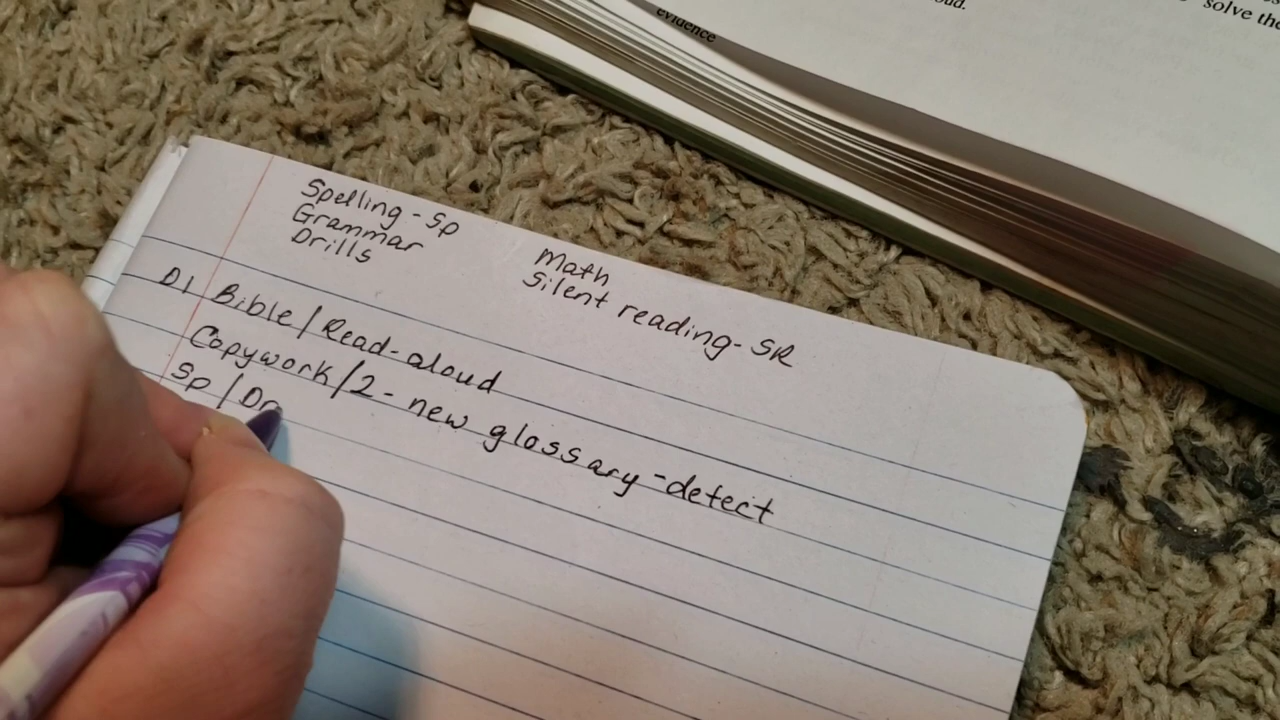 evidence
oud.
solve the
Spelling - Sp
Grammar
Drills
Math
Silent reading - SR
D1 Bible / Read-aloud
Copywork / 2 - new glossary - detect
Sp / Dr